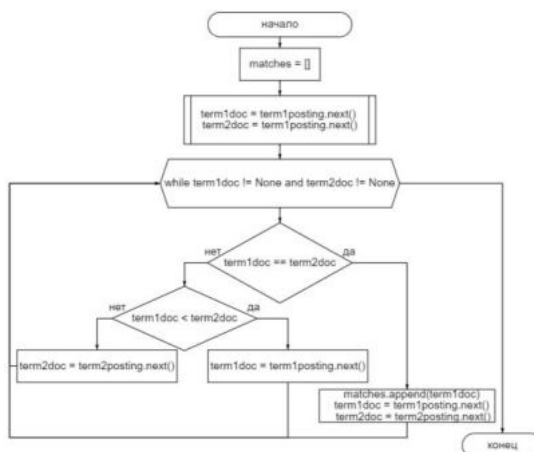 начало
matches = []
term1doc = term1posting.next()
term2doc = term1posting.next()
while term1doc != None and term2doc != None
нет
да
term1doc == term2doc
нет
да
term1doc < term2doc
term2doc = term2posting.next()
term1doc = term1posting.next()
matches.append(term1doc)
term1doc = term1posting.next()
term2doc = term2posting.next()
конец